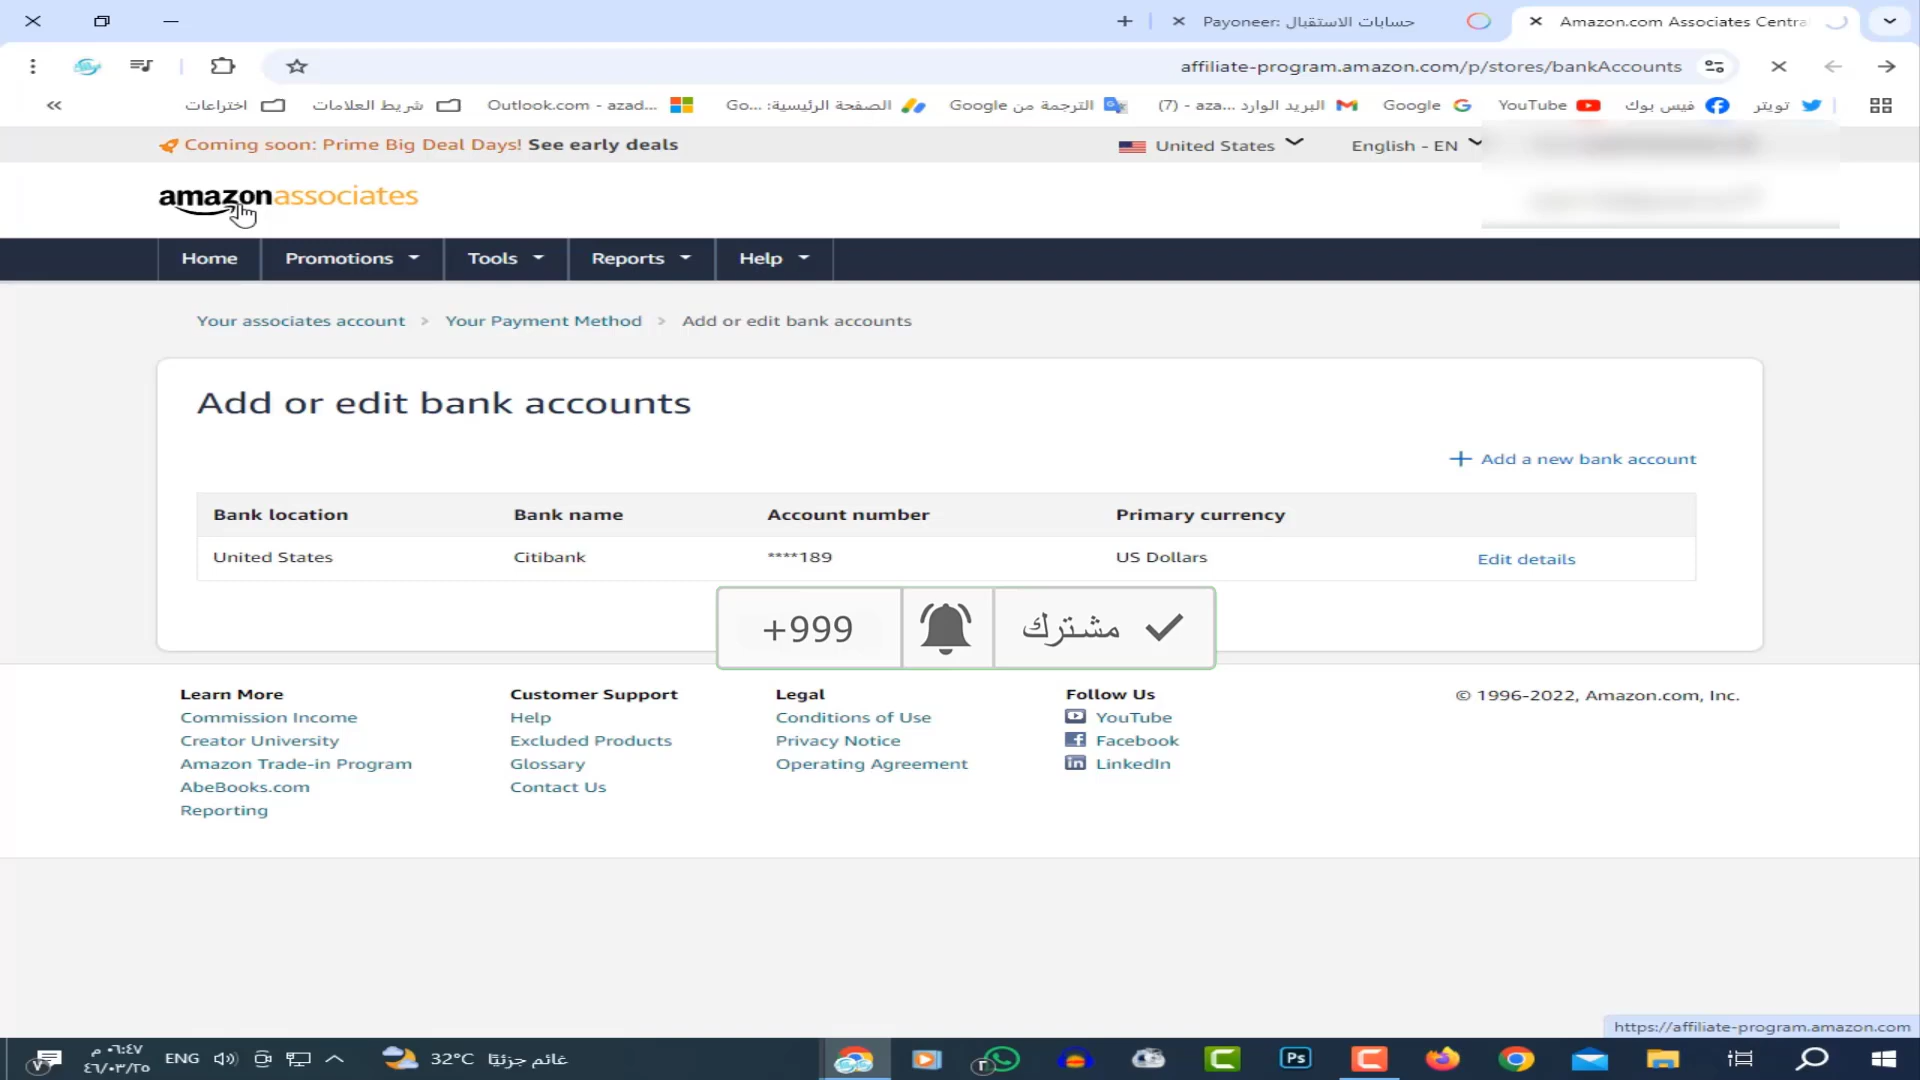 Payoneer: حسابات الاستقبال
Amazon.com Associates Centra
affiliate-program.amazon.com/p/stores/bankAccounts
تويتر
فيس بوك
YouTube
Google
البريد الوارد (7) - aza...
الترجمة من Google
الصفحة الرئيسية: Go...
Outlook.com - azad...
شريط العلامات
اختراعات
Coming soon: Prime Big Deal Days! See early deals
United States
English - EN
amazonassociates
Home
Promotions
Tools
Reports
Help
Your associates account > Your Payment Method > Add or edit bank accounts
Add or edit bank accounts
+ Add a new bank account
Bank location Bank name Account number Primary currency
United States Citibank ****189 US Dollars Edit details
+999
مشترك
Learn More
Commission Income
Creator University
Amazon Trade-in Program
AbeBooks.com
Reporting
Customer Support
Help
Excluded Products
Glossary
Contact Us
Legal
Conditions of Use
Privacy Notice
Operating Agreement
Follow Us
YouTube
Facebook
LinkedIn
© 1996-2022, Amazon.com, Inc.
https://affiliate-program.amazon.com
٠٦:٤٧ م
٤٦/٠٣/٢٥
ENG
32°C غائم جزئيًا
Ps